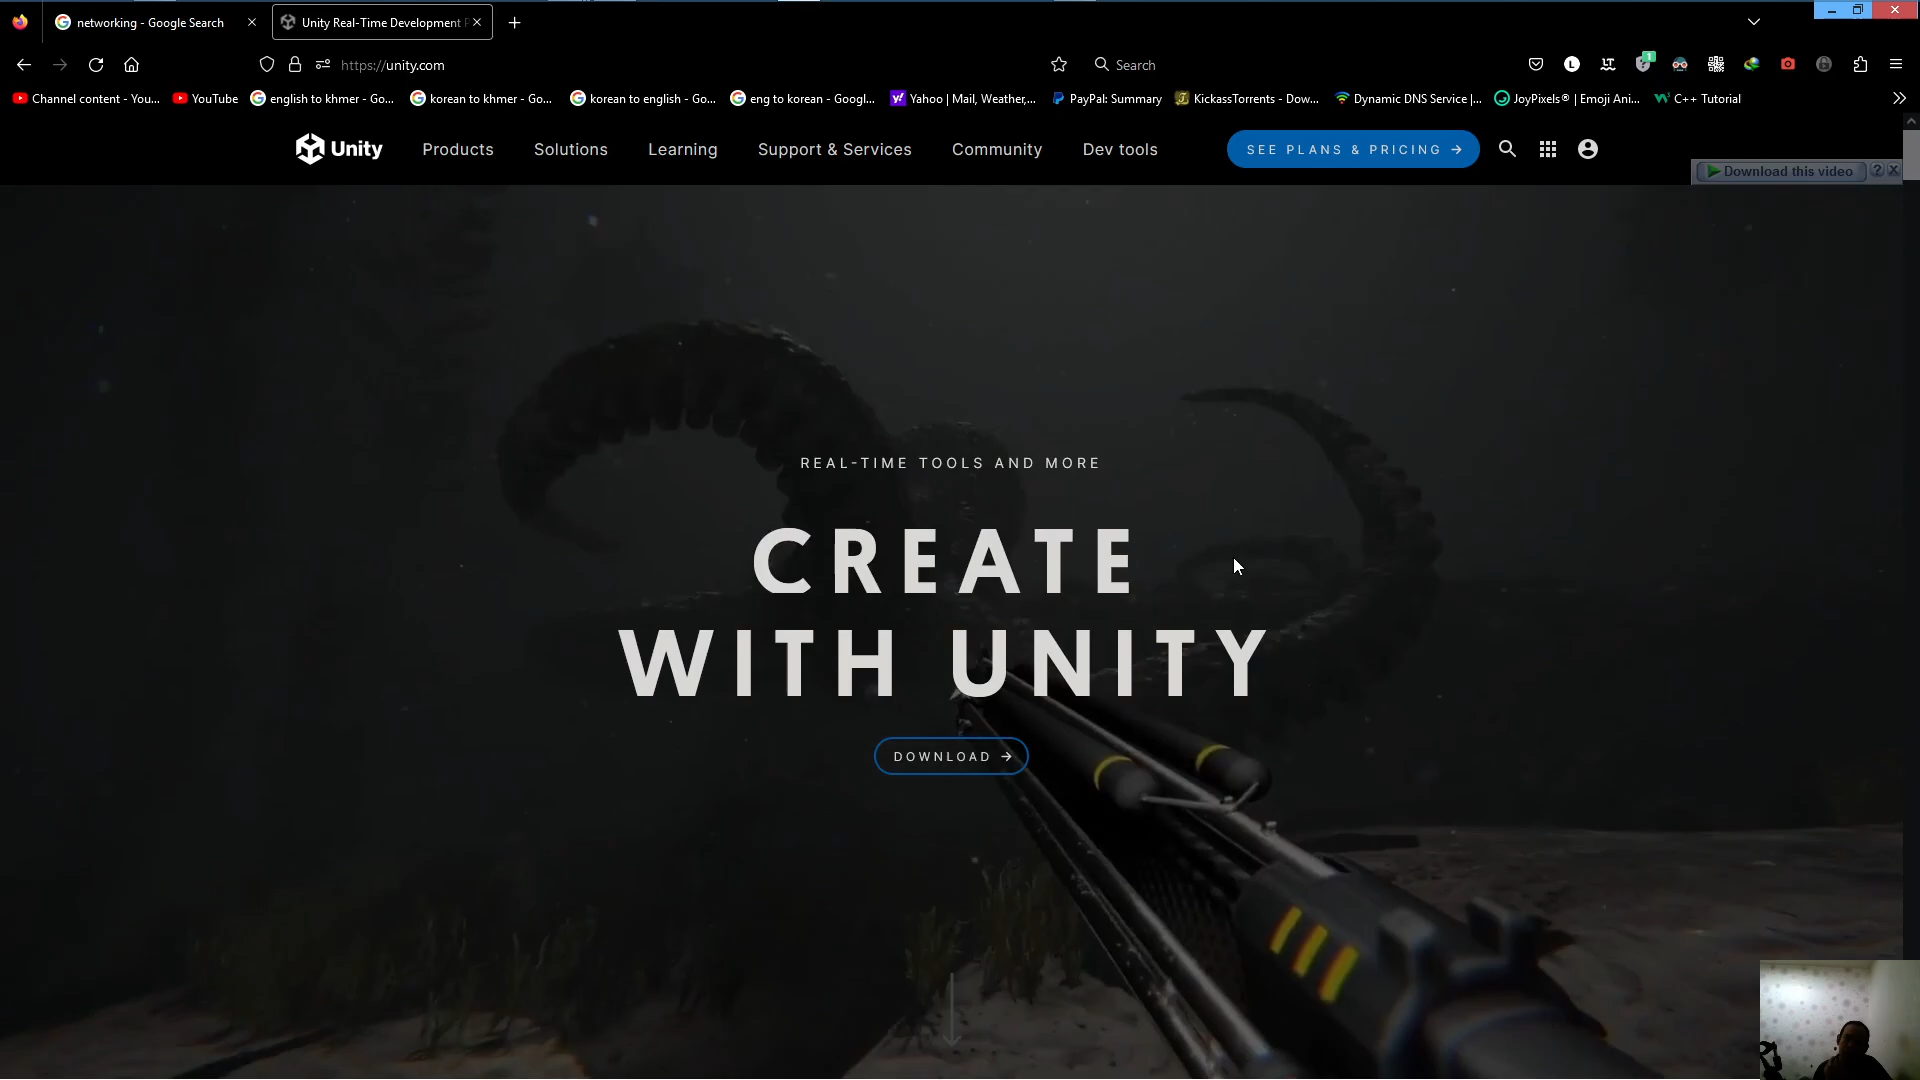 networking - Google Search
Unity Real-Time Development P
https://unity.com
Search
1
Channel content - You...
YouTube
english to khmer - Go...
korean to khmer - Go...
korean to english - Go...
eng to korean - Googl...
Yahoo | Mail, Weather,...
PayPal: Summary
KickassTorrents - Dow...
Dynamic DNS Service |...
JoyPixels® | Emoji Ani...
C++ Tutorial
Unity
Products
Solutions
Learning
Support & Services
Community
Dev tools
SEE PLANS & PRICING →
Download this video
REAL-TIME TOOLS AND MORE
CREATE
WITH UNITY
DOWNLOAD →